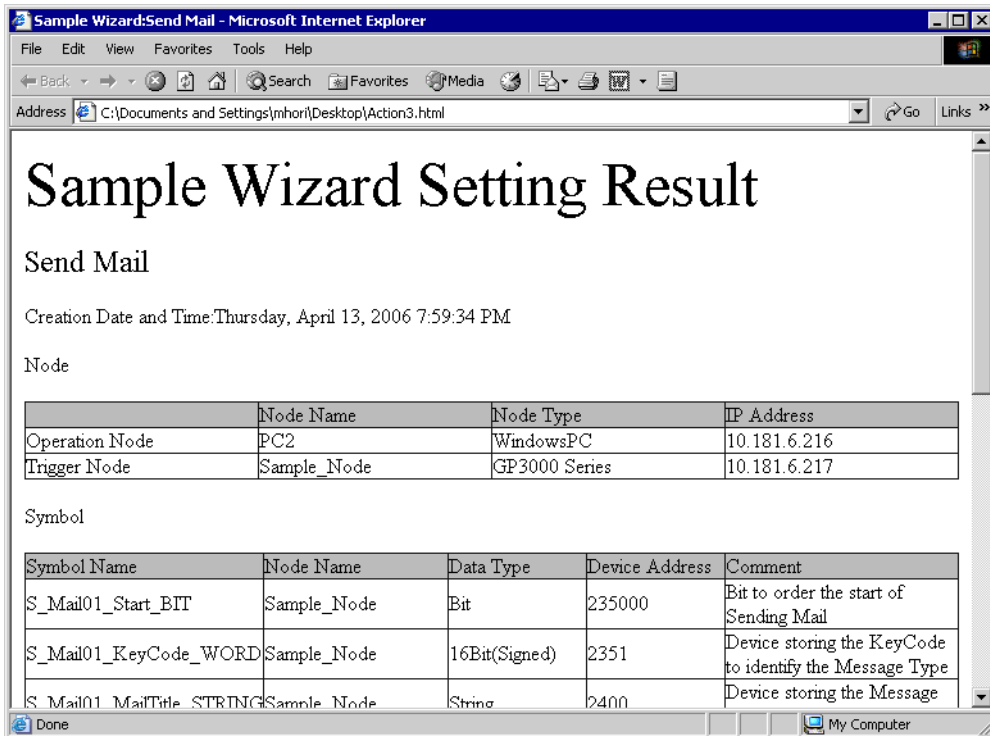 Sample Wizard:Send Mail - Microsoft Internet Explorer
File Edit View Favorites Tools Help
Back Search Favorites Media
Address C:\Documents and Settings\mhori\Desktop\Action3.html Go Links »
Sample Wizard Setting Result
Send Mail
Creation Date and Time:Thursday, April 13, 2006 7:59:34 PM
Node
Node Name Node Type IP Address
Operation Node PC2 WindowsPC 10.181.6.216
Trigger Node Sample_Node GP3000 Series 10.181.6.217
Symbol
Symbol Name Node Name Data Type Device Address Comment
S_Mail01_Start_BIT Sample_Node Bit 235000 Bit to order the start of
Sending Mail
S_Mail01_KeyCode_WORD Sample_Node 16Bit(Signed) 2351 Device storing the KeyCode
to identify the Message Type
S_Mail01_MailTitle_STRING Sample_Node String 2400 Device storing the Message
Done My Computer